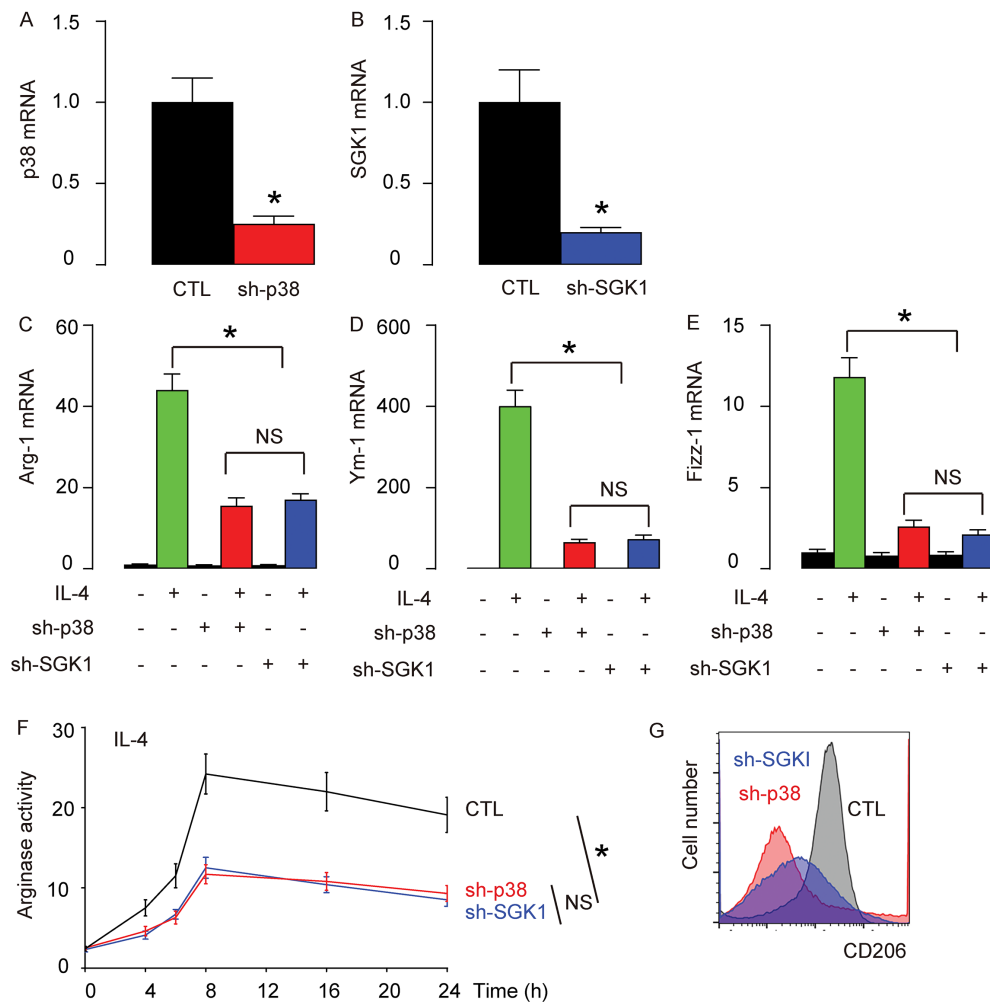 A
1.5
1.0
0.5
0
p38 mRNA
*
CTL
sh-p38
B
1.5
1.0
0.5
0
SGK1 mRNA
*
CTL
sh-SGK1
C
60
40
20
0
Arg-1 mRNA
*
NS
D
600
400
200
0
Ym-1 mRNA
*
NS
E
15
10
5
0
Fizz-1 mRNA
*
NS
IL-4 - + - + - +
sh-p38 - - + + - -
sh-SGK1 - - - - + +
IL-4 - + - + - +
sh-p38 - - + + - -
sh-SGK1 - - - - + +
IL-4 - + - + - +
sh-p38 - - + + - -
sh-SGK1 - - - - + +
F
30
20
10
0
Arginase activity
IL-4
CTL
sh-p38
sh-SGK1
NS
*
0 4 8 12 16 20 24 Time (h)
G
Cell number
sh-SGKI
sh-p38
CTL
CD206